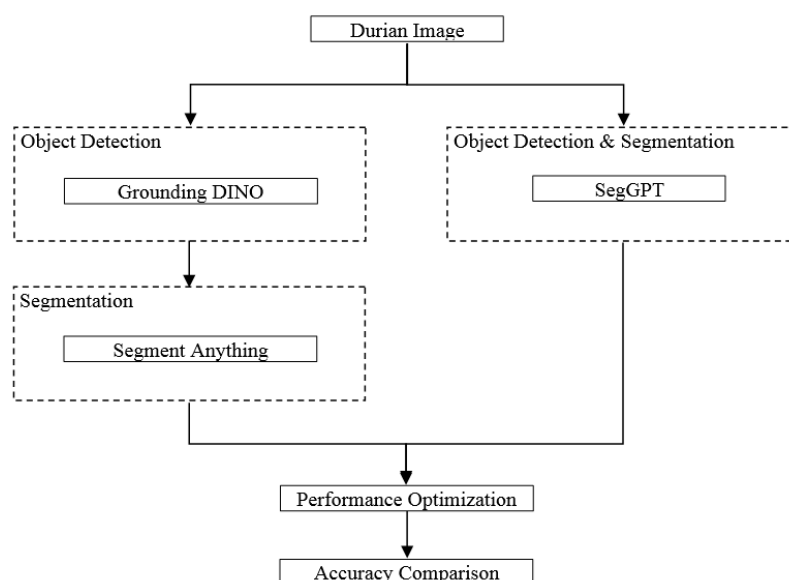 Durian Image
Object Detection
Grounding DINO
Object Detection & Segmentation
SegGPT
Segmentation
Segment Anything
Performance Optimization
Accuracy Comparison